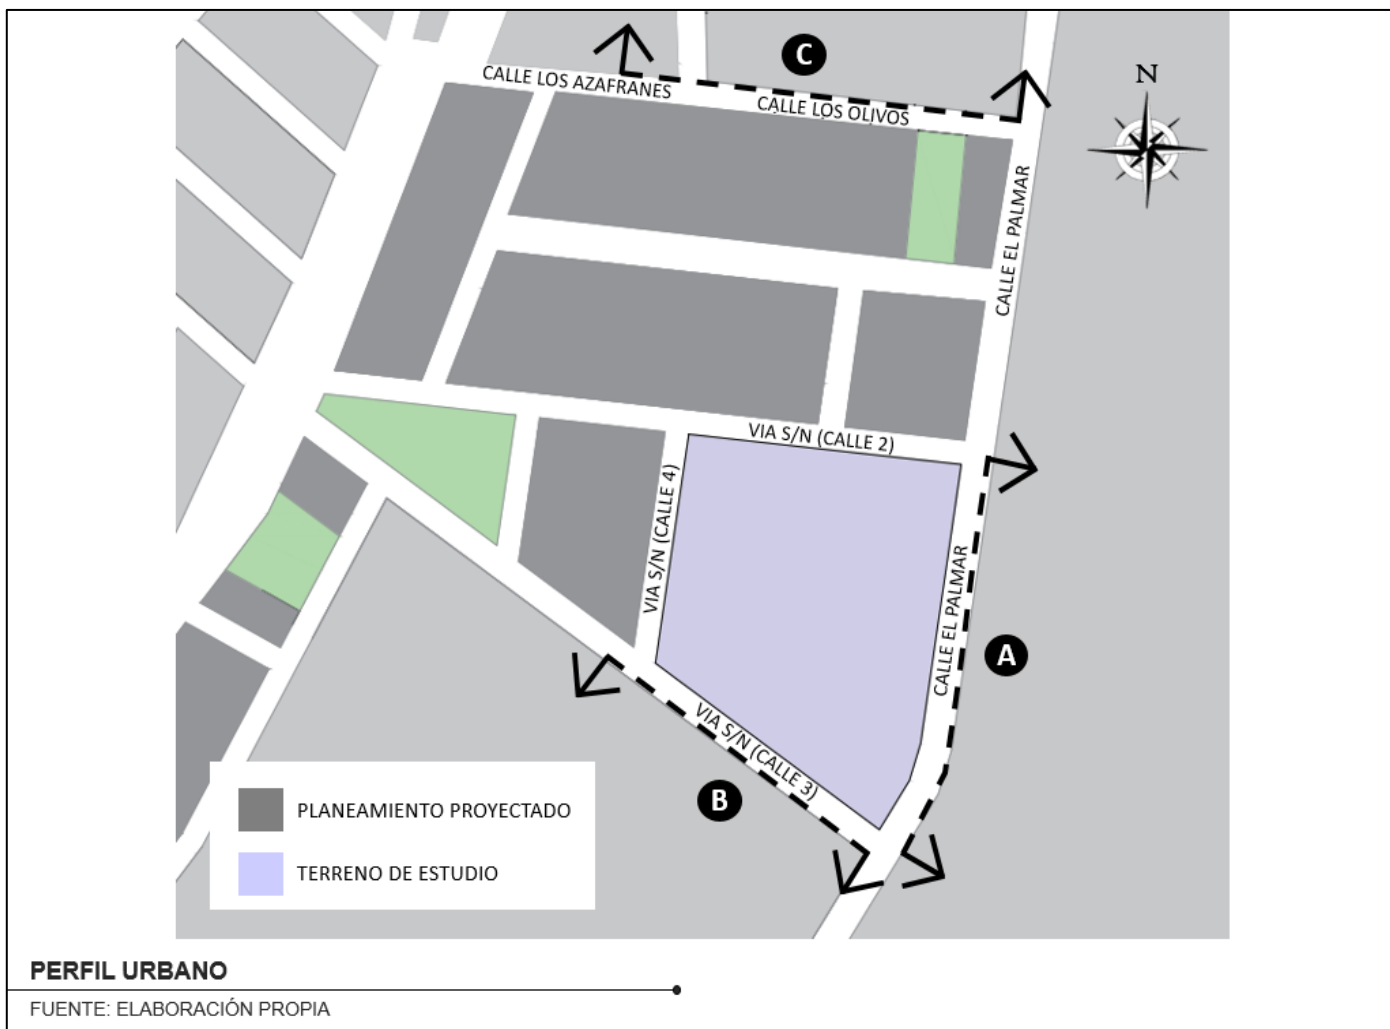 C
N
CALLE LOS AZAFRANES
CALLE LOS OLIVOS
CALLE EL PALMAR
VIA S/N (CALLE 2)
VIA S/N (CALLE 4)
CALLE EL PALMAR
A
VIA S/N (CALLE 3)
B
PLANEAMIENTO PROYECTADO
TERRENO DE ESTUDIO
PERFIL URBANO
FUENTE: ELABORACIÓN PROPIA